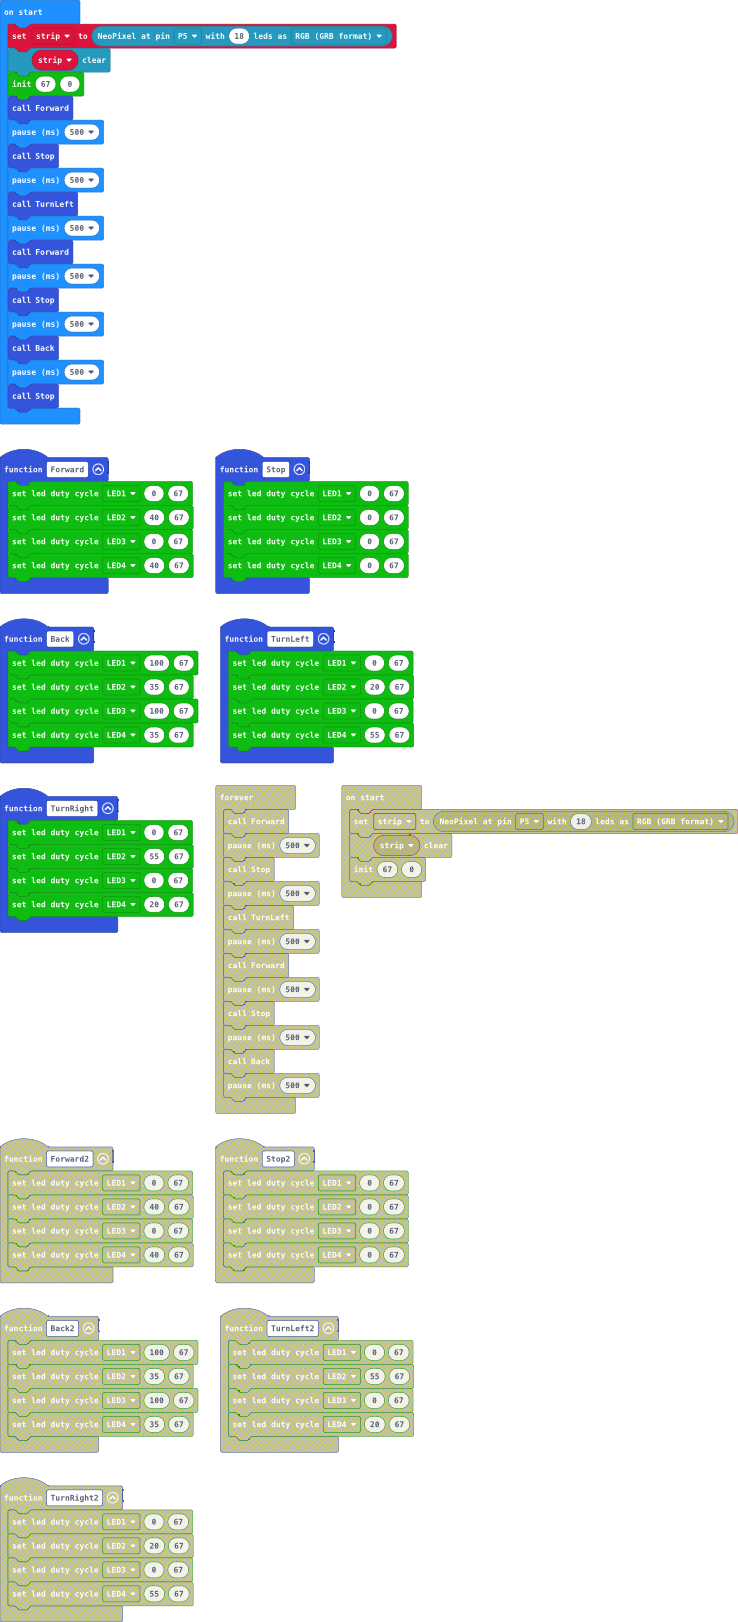 on start
set strip to NeoPixel at pin P5 with 18 leds as RGB (GRB format)
strip clear
init 67 0
call Forward
pause (ms) 500
call Stop
pause (ms) 500
call TurnLeft
pause (ms) 500
call Forward
pause (ms) 500
call Stop
pause (ms) 500
call Back
pause (ms) 500
call Stop
function Forward
set led duty cycle LED1 0 67
set led duty cycle LED2 40 67
set led duty cycle LED3 0 67
set led duty cycle LED4 40 67
function Stop
set led duty cycle LED1 0 67
set led duty cycle LED2 0 67
set led duty cycle LED3 0 67
set led duty cycle LED4 0 67
function Back
set led duty cycle LED1 100 67
set led duty cycle LED2 35 67
set led duty cycle LED3 100 67
set led duty cycle LED4 35 67
function TurnLeft
set led duty cycle LED1 0 67
set led duty cycle LED2 20 67
set led duty cycle LED3 0 67
set led duty cycle LED4 55 67
function TurnRight
set led duty cycle LED1 0 67
set led duty cycle LED2 55 67
set led duty cycle LED3 0 67
set led duty cycle LED4 20 67
forever
call Forward
pause (ms) 500
call Stop
pause (ms) 500
call TurnLeft
pause (ms) 500
call Forward
pause (ms) 500
call Stop
pause (ms) 500
call Back
pause (ms) 500
on start
set strip to NeoPixel at pin P5 with 18 leds as RGB (GRB format)
strip clear
init 67 0
function Forward2
set led duty cycle LED1 0 67
set led duty cycle LED2 40 67
set led duty cycle LED3 0 67
set led duty cycle LED4 40 67
function Stop2
set led duty cycle LED1 0 67
set led duty cycle LED2 0 67
set led duty cycle LED3 0 67
set led duty cycle LED4 0 67
function Back2
set led duty cycle LED1 100 67
set led duty cycle LED2 35 67
set led duty cycle LED3 100 67
set led duty cycle LED4 35 67
function TurnLeft2
set led duty cycle LED1 0 67
set led duty cycle LED2 55 67
set led duty cycle LED3 0 67
set led duty cycle LED4 20 67
function TurnRight2
set led duty cycle LED1 0 67
set led duty cycle LED2 20 67
set led duty cycle LED3 0 67
set led duty cycle LED4 55 67